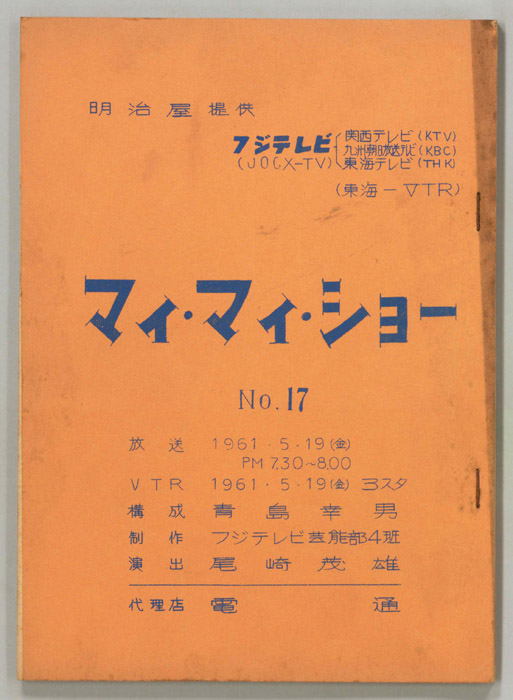 明治屋提供
フジテレビ 関西テレビ(KTV)
(JOCX-TV) 九州朝日放送テレビ(KBC)
東海テレビ(THK)
(東海-VTR)
マイ・マイ・ショー
No.17
放送 1961・5・19(金)
PM 7.30~8.00
VTR 1961・5・19(金) 3スタ
構成 青島幸男
制作 フジテレビ芸能部4班
演出 尾崎茂雄
代理店 電通